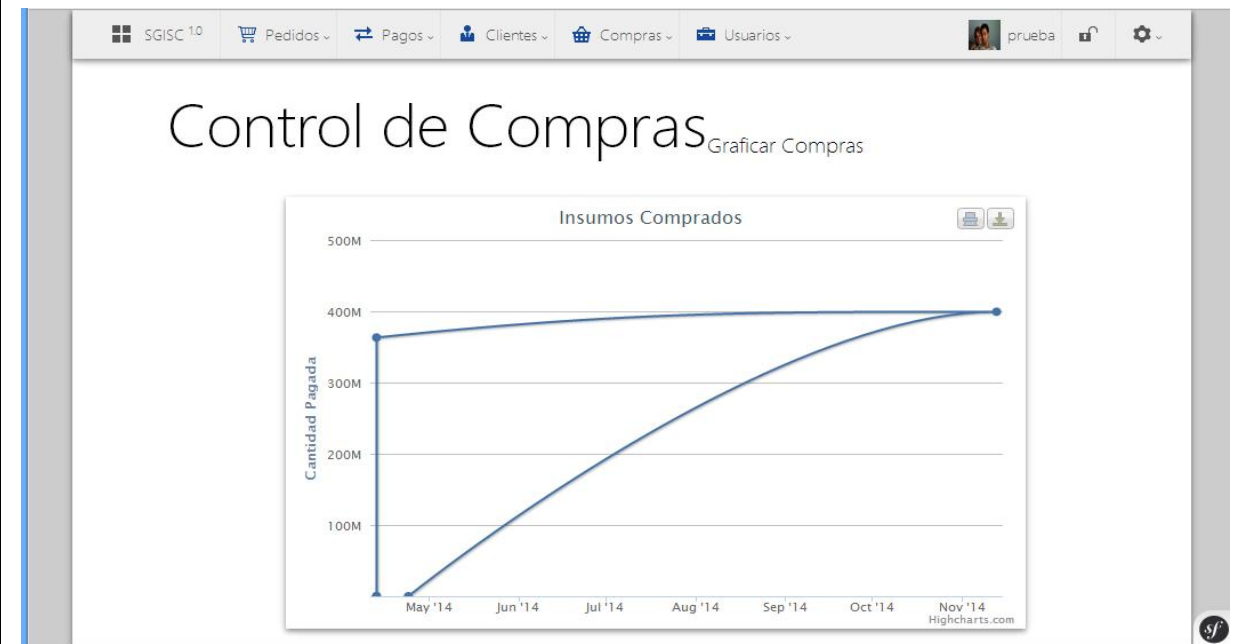 SGISC 1.0 Pedidos Pagos Clientes Compras Usuarios prueba
Control de Compras Graficar Compras
Insumos Comprados
500M
400M
300M
200M
100M
Cantidad Pagada
May '14 Jun '14 Jul '14 Aug '14 Sep '14 Oct '14 Nov '14
Highcharts.com
sf